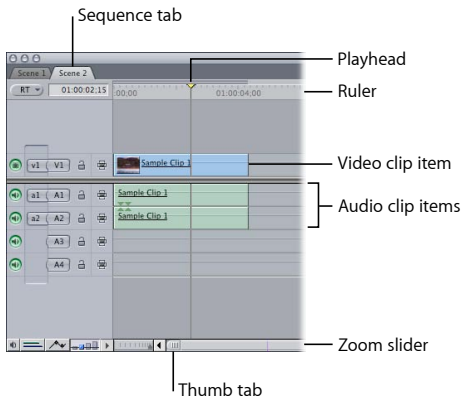 Sequence tab
Playhead
Scene 1 Scene 2
Ruler
RT 01:00:02;15 00;00 01:00:04;00
Video clip item
v1 V1 Sample Clip 1
Audio clip items
a1 A1 Sample Clip 1
a2 A2 Sample Clip 1
A3
A4
Zoom slider
Thumb tab